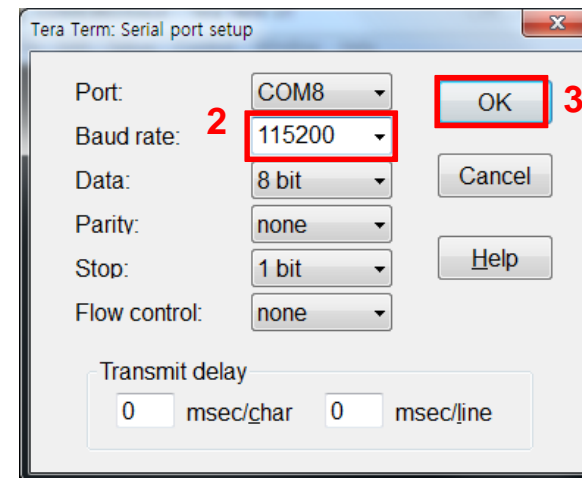 Tera Term: Serial port setup
Port: COM8 OK 3
Baud rate: 2 115200
Data: 8 bit Cancel
Parity: none
Stop: 1 bit Help
Flow control: none
Transmit delay
0 msec/char 0 msec/line